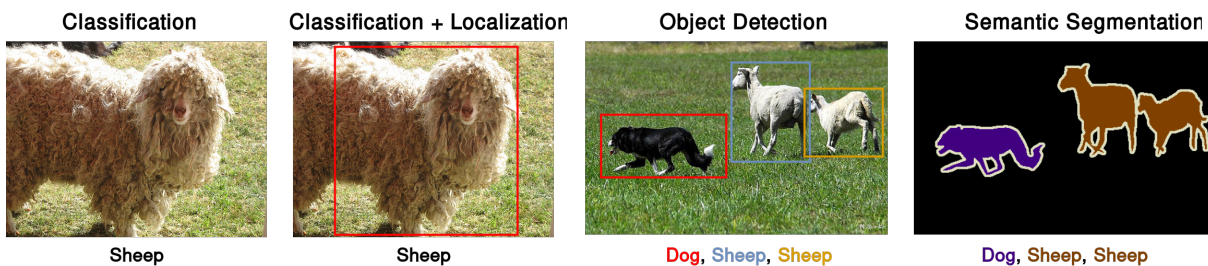 Classification
Classification + Localization
Object Detection
Semantic Segmentation
Sheep
Sheep
Dog, Sheep, Sheep
Dog, Sheep, Sheep